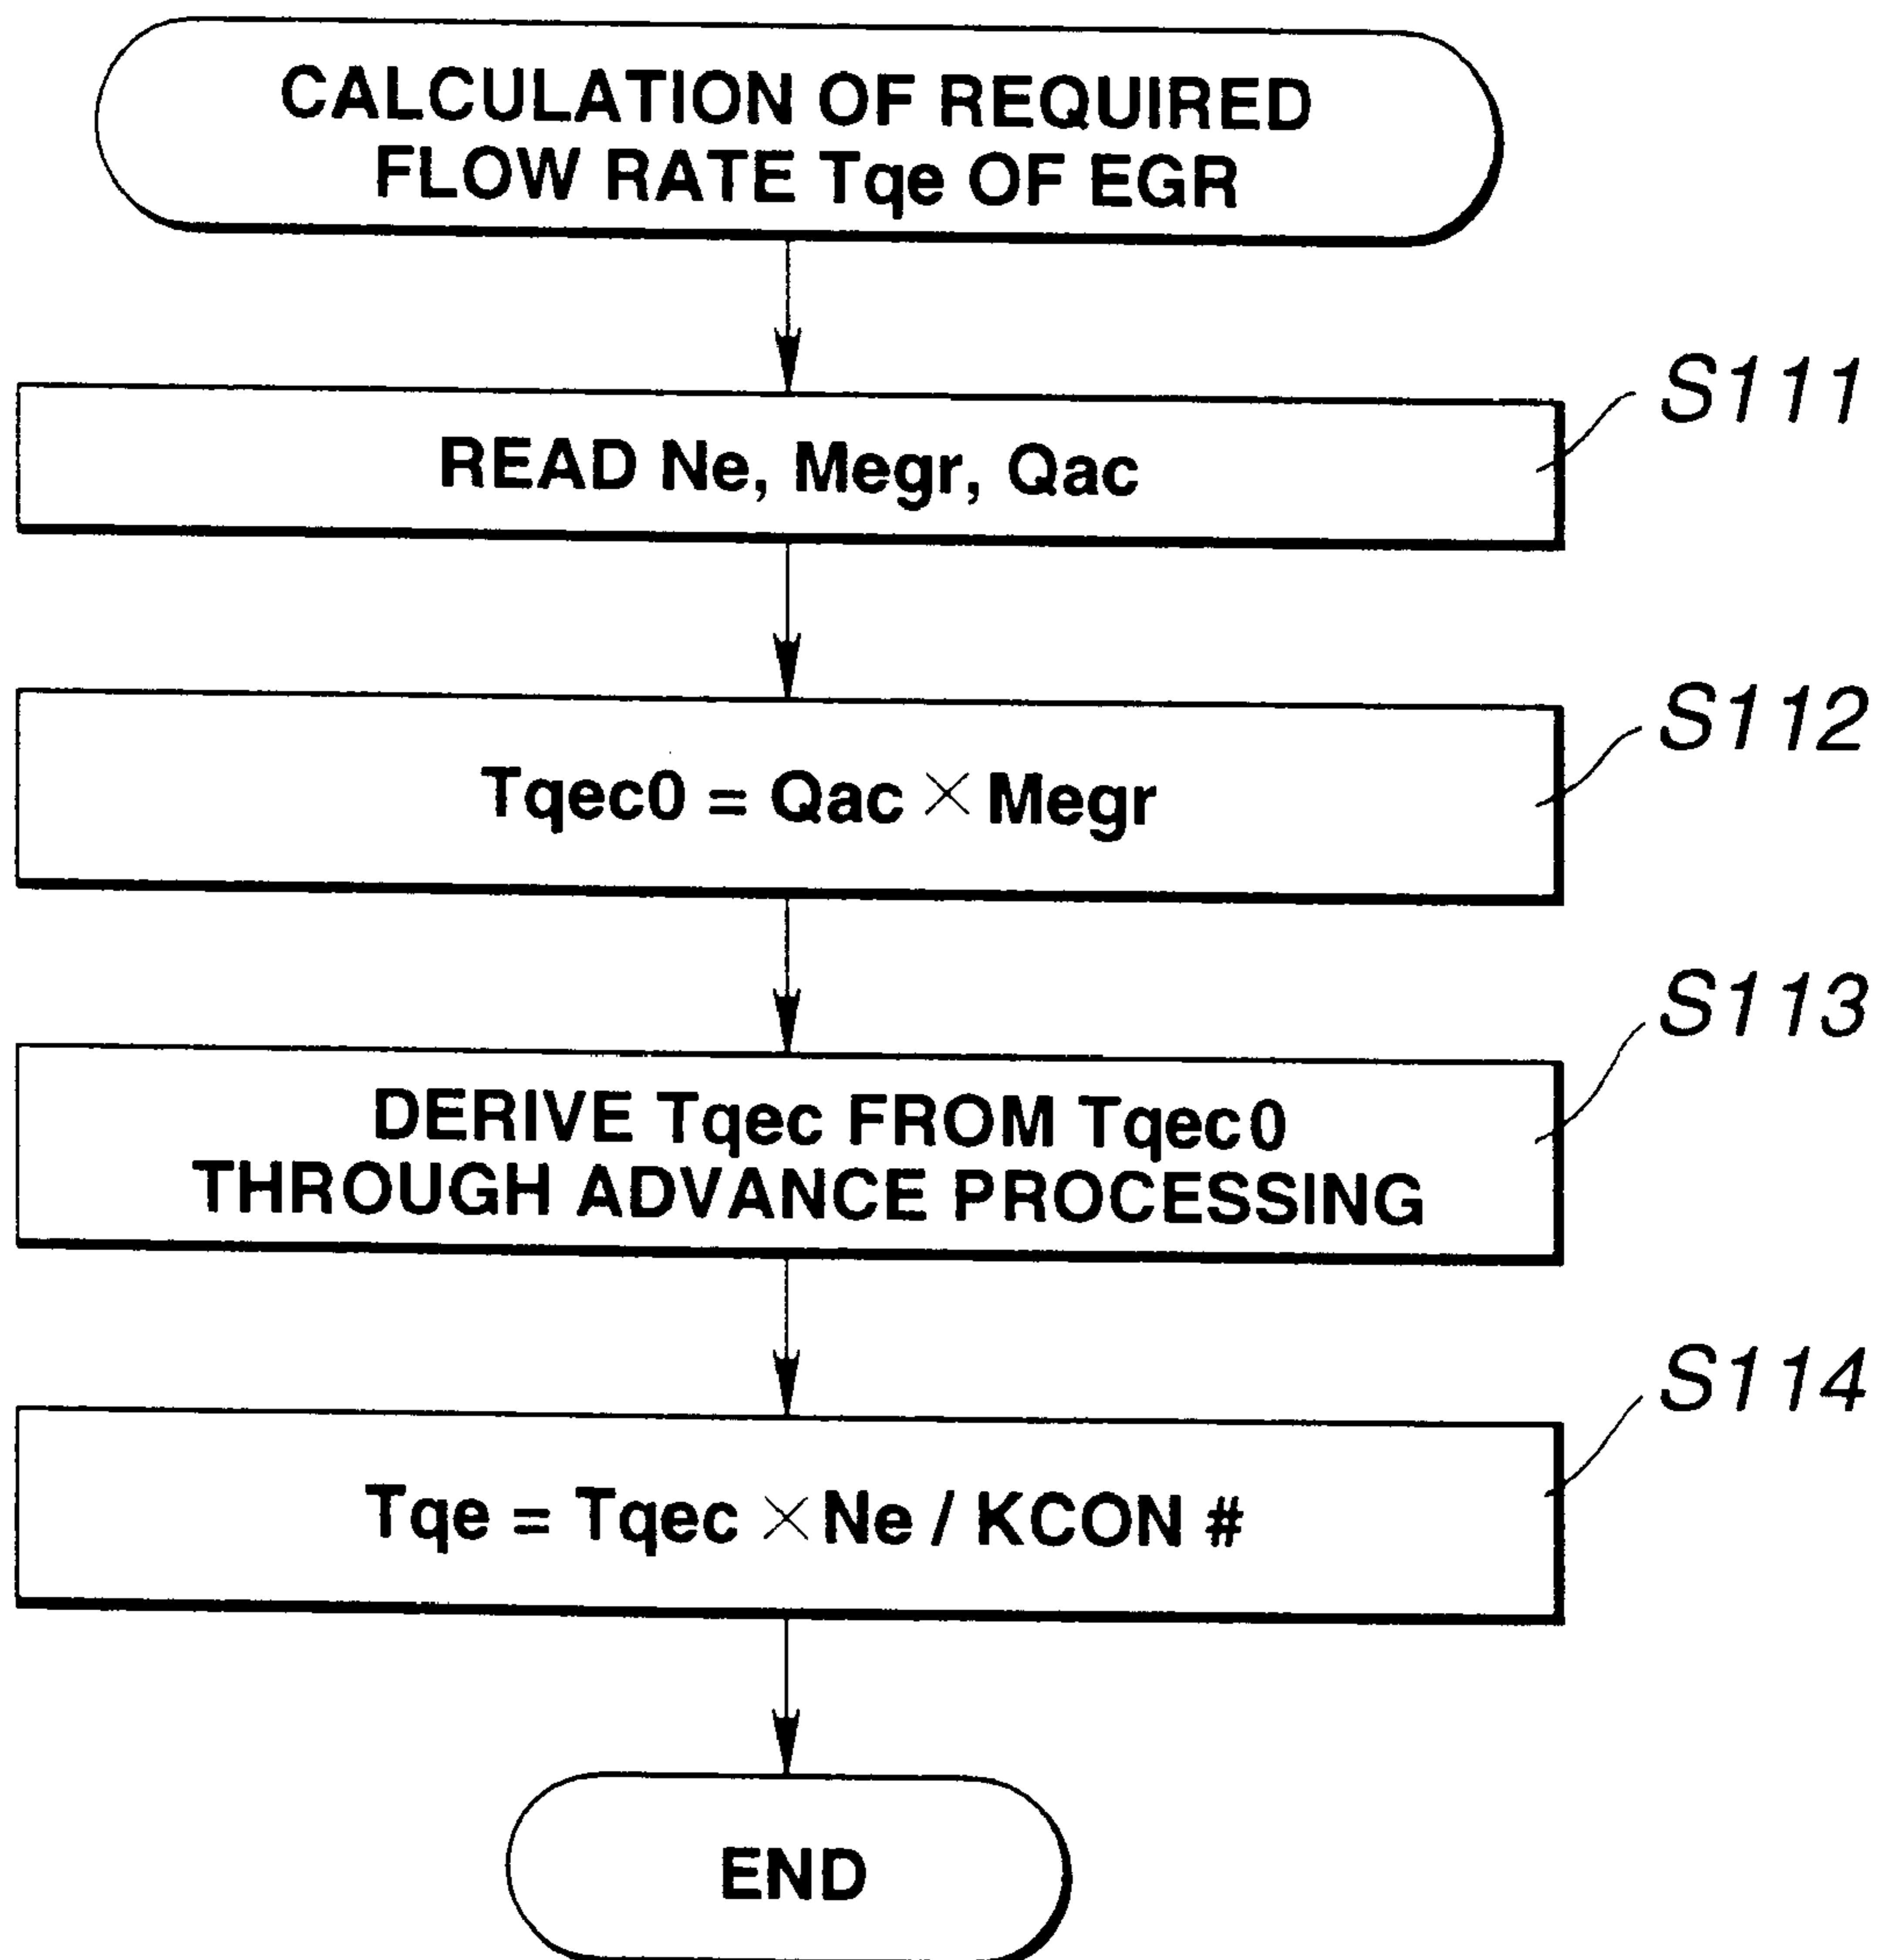 CALCULATION OF REQUIRED
FLOW RATE Tqe OF EGR
S111
READ Ne, Megr, Qac
S112
Tqec0 = Qac × Megr
S113
DERIVE Tqec FROM Tqec0
THROUGH ADVANCE PROCESSING
S114
Tqe = Tqec × Ne / KCON #
END